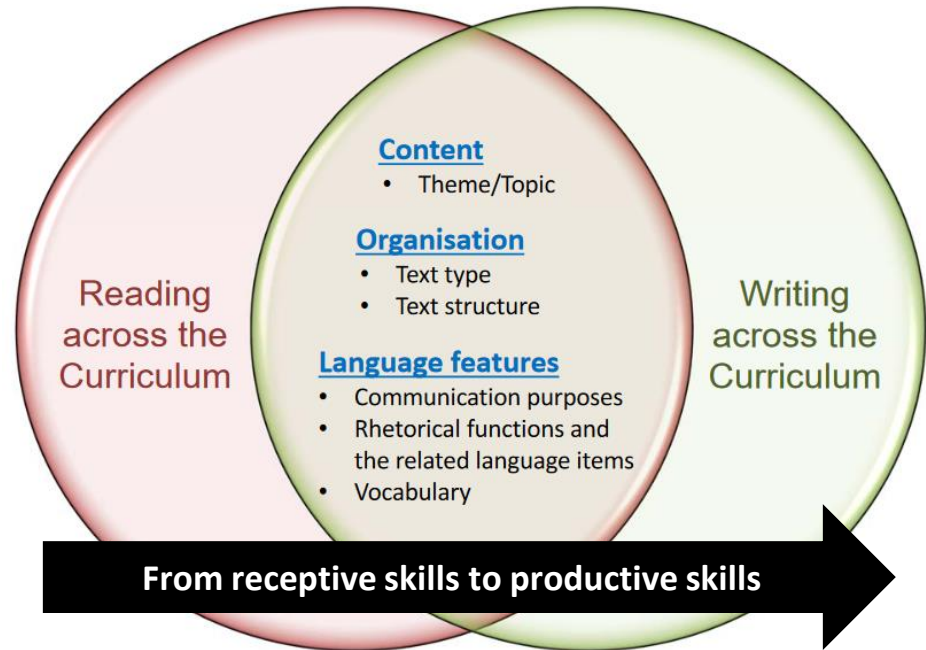 Content
• Theme/Topic
Organisation
• Text type
• Text structure
Language features
• Communication purposes
• Rhetorical functions and
the related language items
• Vocabulary
Reading
across the
Curriculum
Writing
across the
Curriculum
From receptive skills to productive skills